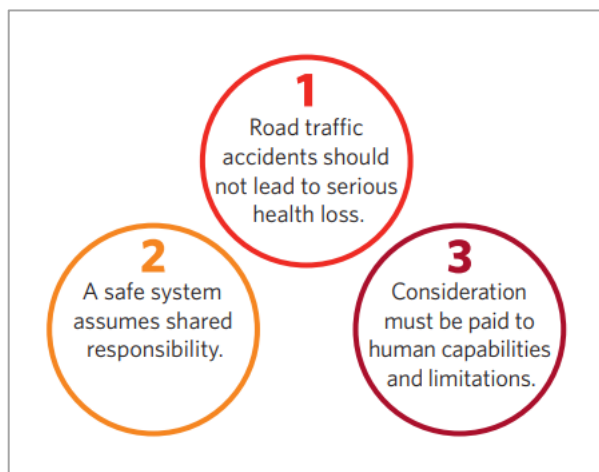 1
Road traffic
accidents should
not lead to serious
health loss.
2
A safe system
assumes shared
responsibility.
3
Consideration
must be paid to
human capabilities
and limitations.